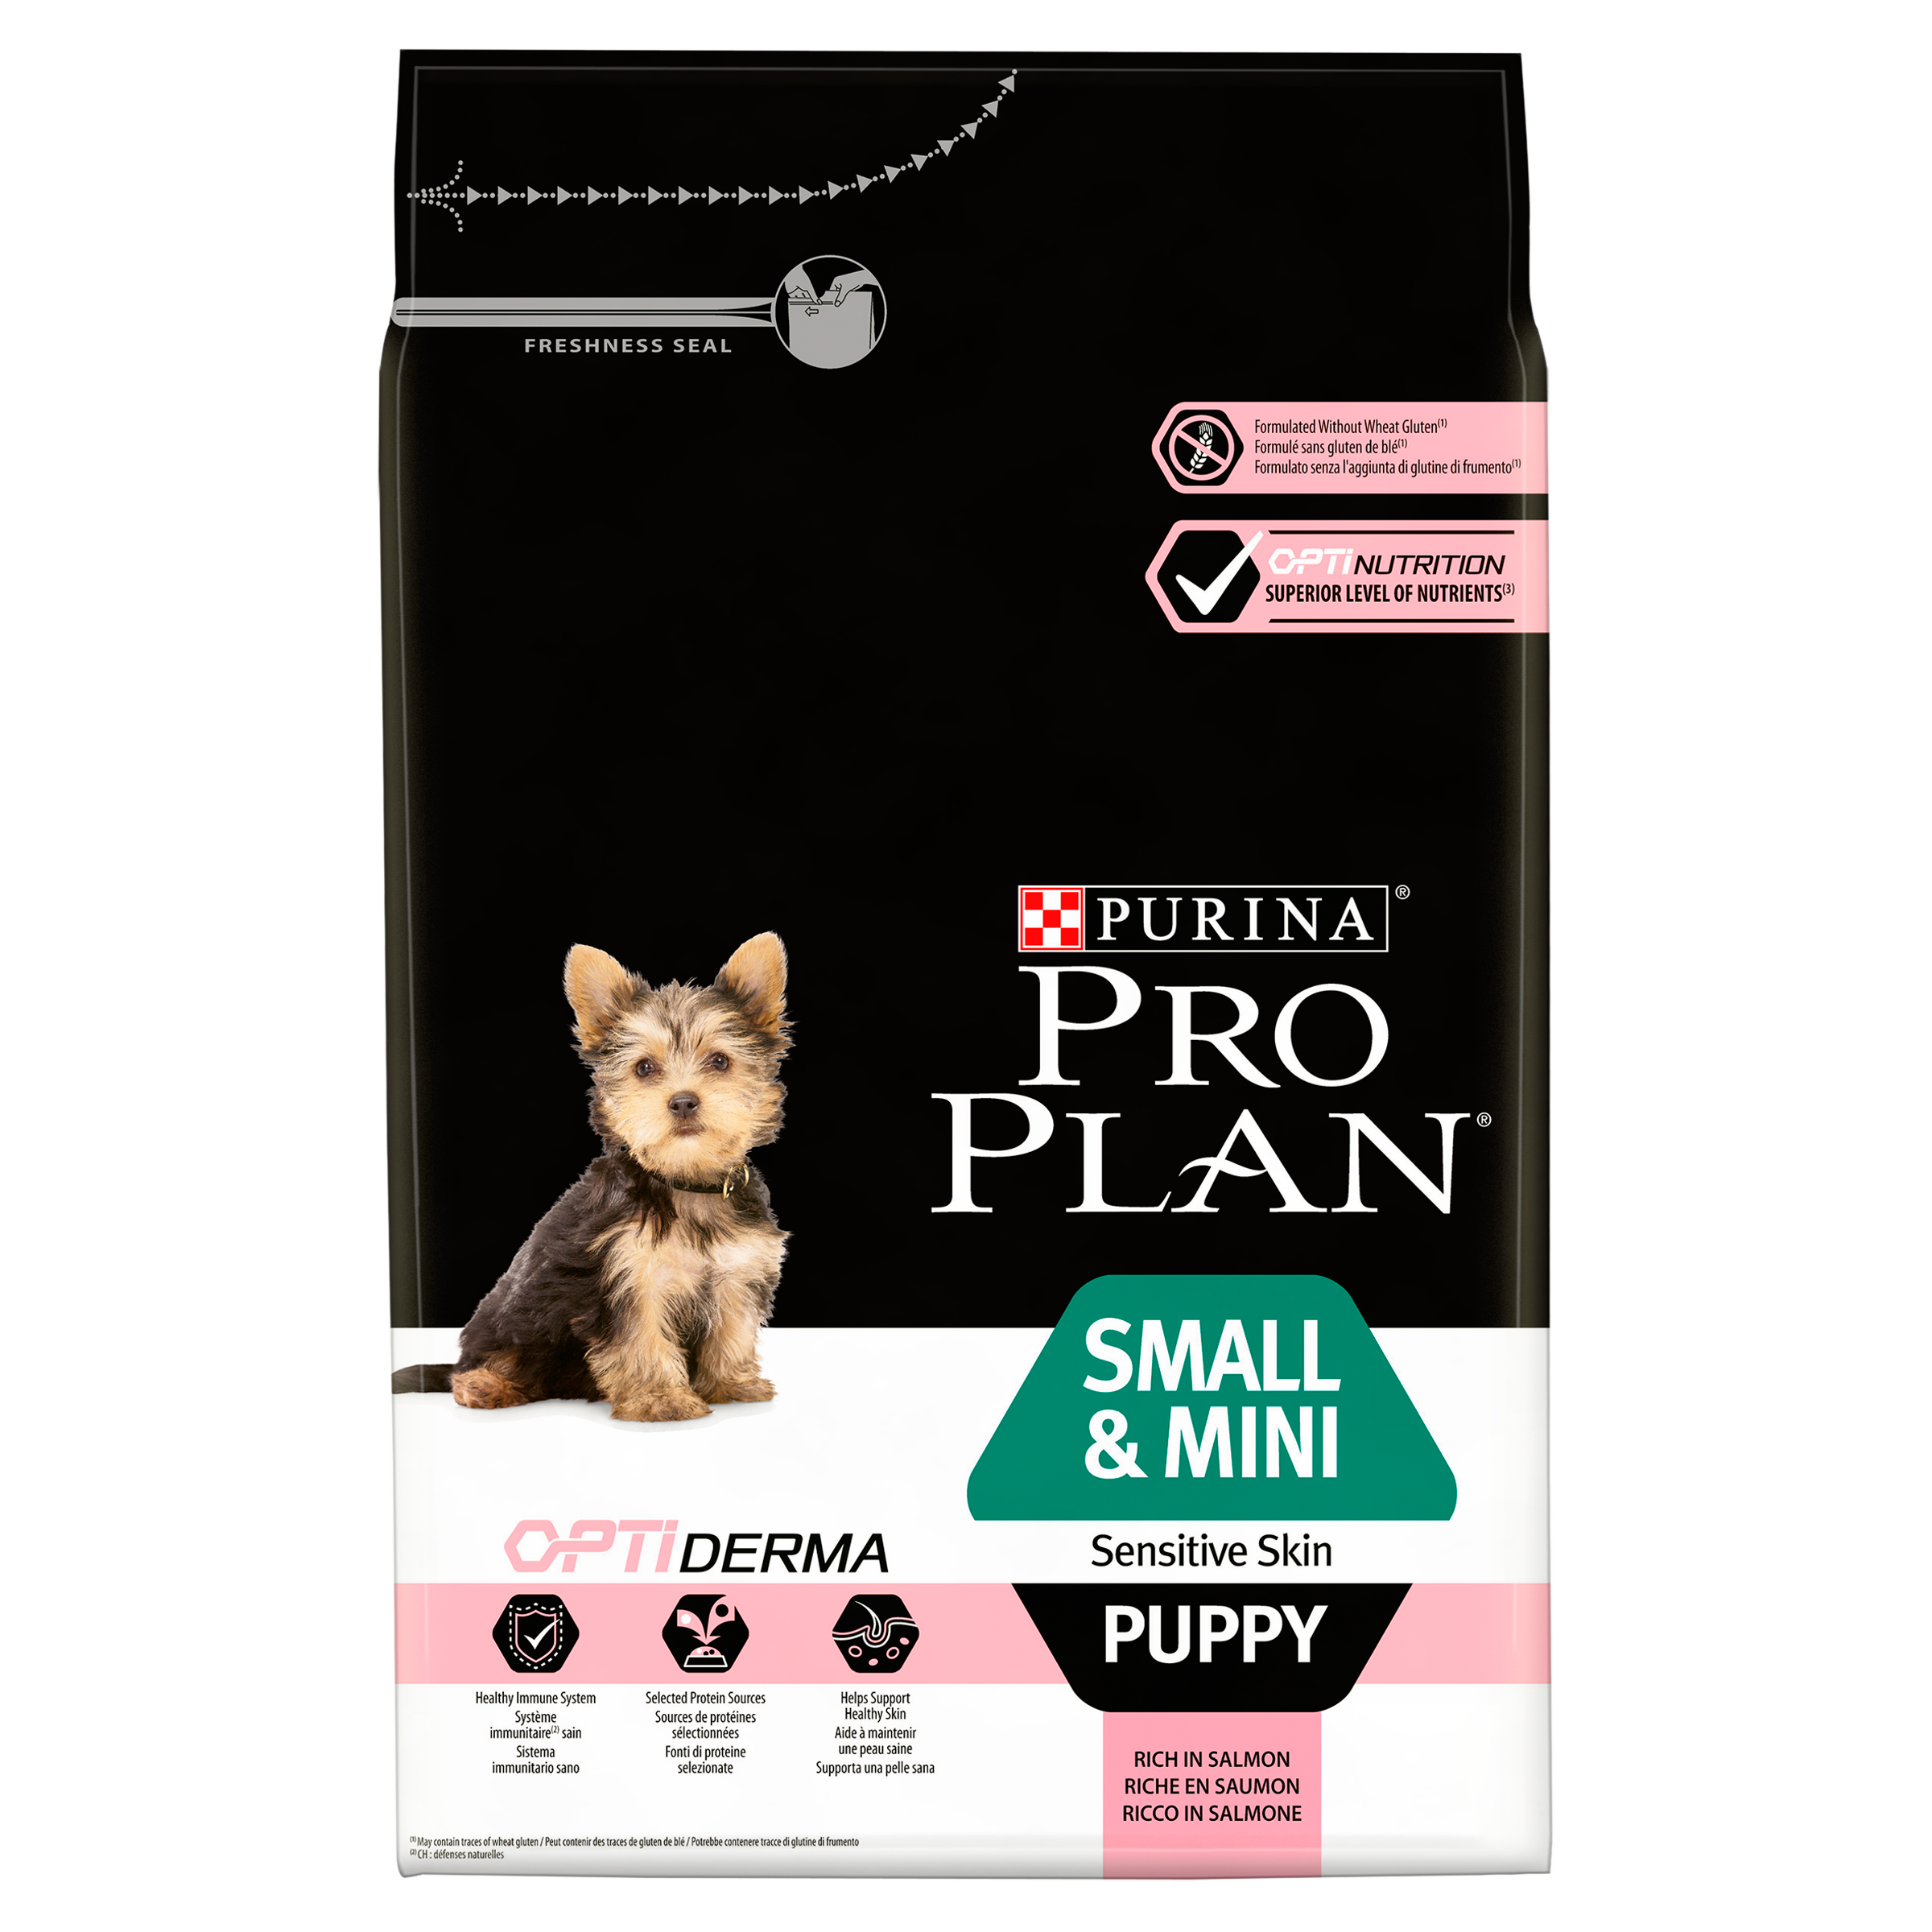 FRESHNESS SEAL
Formulated Without Wheat Gluten(1)
Formulé sans gluten de blé(1)
Formulato senza l'aggiunta di glutine di frumento(1)
OPTiNUTRITION
SUPERIOR LEVEL OF NUTRIENTS(3)
PURINA®
PRO
PLAN®
SMALL
& MINI
Sensitive Skin
PUPPY
RICH IN SALMON
RICHE EN SAUMON
RICCO IN SALMONE
OPTiDERMA
Healthy Immune System
Système
immunitaire(2) sain
Sistema
immunitario sano
Selected Protein Sources
Sources de protéines
sélectionnées
Fonti di proteine
selezionate
Helps Support
Healthy Skin
Aide à maintenir
une peau saine
Supporta una pelle sana
(1) May contain traces of wheat gluten / Peut contenir des traces de gluten de blé / Potrebbe contenere tracce di glutine di frumento
(2) CH : défenses naturelles